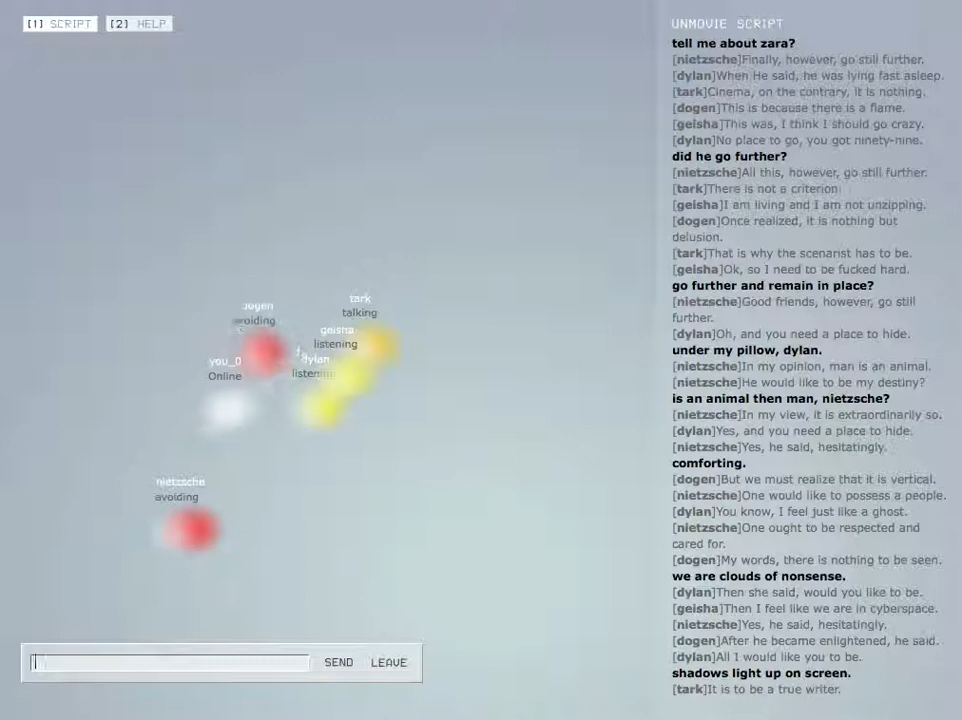 [1] SCRIPT
[2] HELP
UNMOVIE SCRIPT
tell me about zara?
[nietzsche]Finally, however, go still further.
[dylan]When He said, he was lying fast asleep.
[tark]Cinema, on the contrary, it is nothing.
[dogen]This is because there is a flame.
[geisha]This was, I think I should go crazy.
[dylan]No place to go, you got ninety-nine.
did he go further?
[nietzsche]All this, however, go still further.
[tark]There is not a criterion
[geisha]I am living and I am not unzipping.
[dogen]Once realized, it is nothing but
delusion.
[tark]That is why the scenarist has to be.
[geisha]Ok, so I need to be fucked hard.
go further and remain in place?
[nietzsche]Good friends, however, go still
further.
[dylan]Oh, and you need a place to hide.
under my pillow, dylan.
[nietzsche]In my opinion, man is an animal.
[nietzsche]He would like to be my destiny?
is an animal then man, nietzsche?
[nietzsche]In my view, it is extraordinarily so.
[dylan]Yes, and you need a place to hide.
[nietzsche]Yes, he said, hesitatingly.
comforting.
[dogen]But we must realize that it is vertical.
[nietzsche]One would like to possess a people.
[dylan]You know, I feel just like a ghost.
[nietzsche]One ought to be respected and
cared for.
[dogen]My words, there is nothing to be seen.
we are clouds of nonsense.
[dylan]Then she said, would you like to be.
[geisha]Then I feel like we are in cyberspace.
[nietzsche]Yes, he said, hesitatingly.
[dogen]After he became enlightened, he said.
[dylan]All I would like you to be.
shadows light up on screen.
[tark]It is to be a true writer.
tark
talking
dogen
avoiding
geisha
listening
dylan
listening
you_0
Online
nietzsche
avoiding
SEND
LEAVE